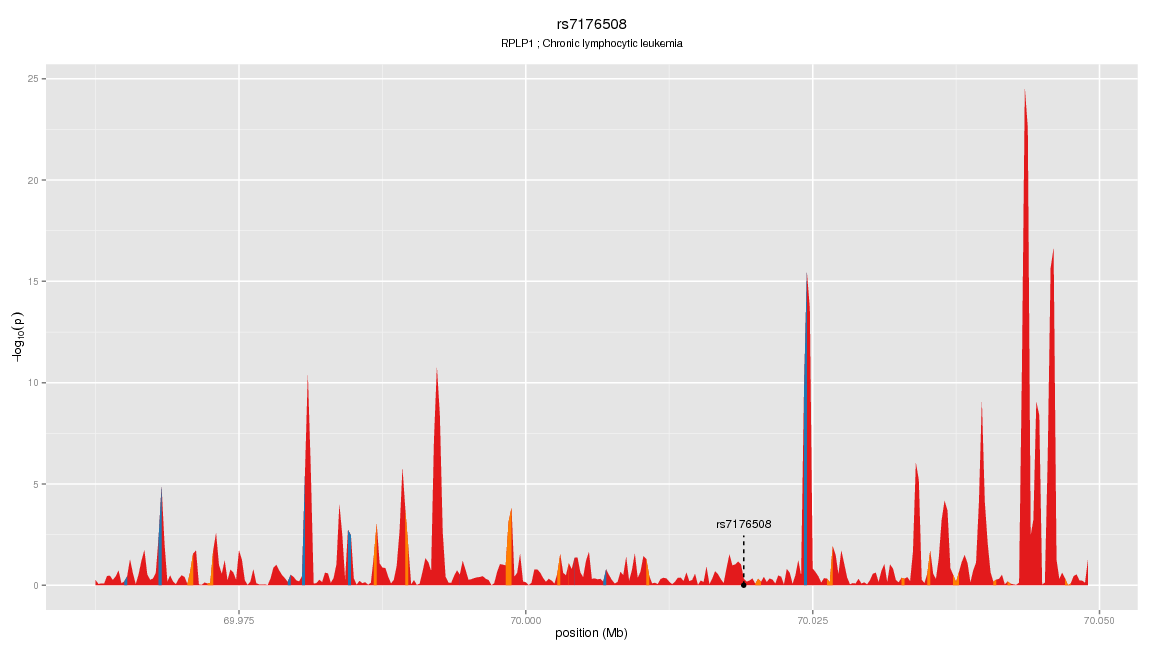 rs7176508
RPLP1 ; Chronic lymphocytic leukemia
25
20
15
10
5
0
−log10(p)
rs7176508
69.975
70.000
70.025
70.050
position (Mb)